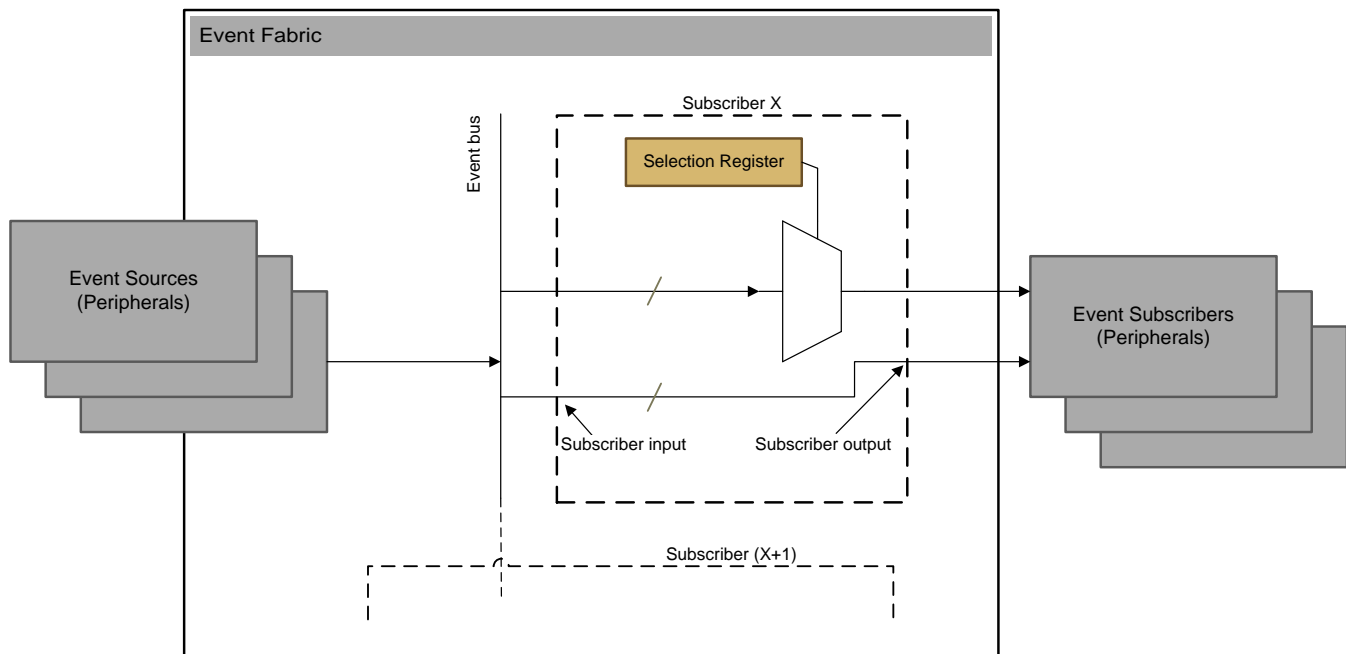 Event Fabric
Subscriber X
Event bus
Selection Register
Event Sources
(Peripherals)
Event Subscribers
(Peripherals)
Subscriber input
Subscriber output
Subscriber (X+1)